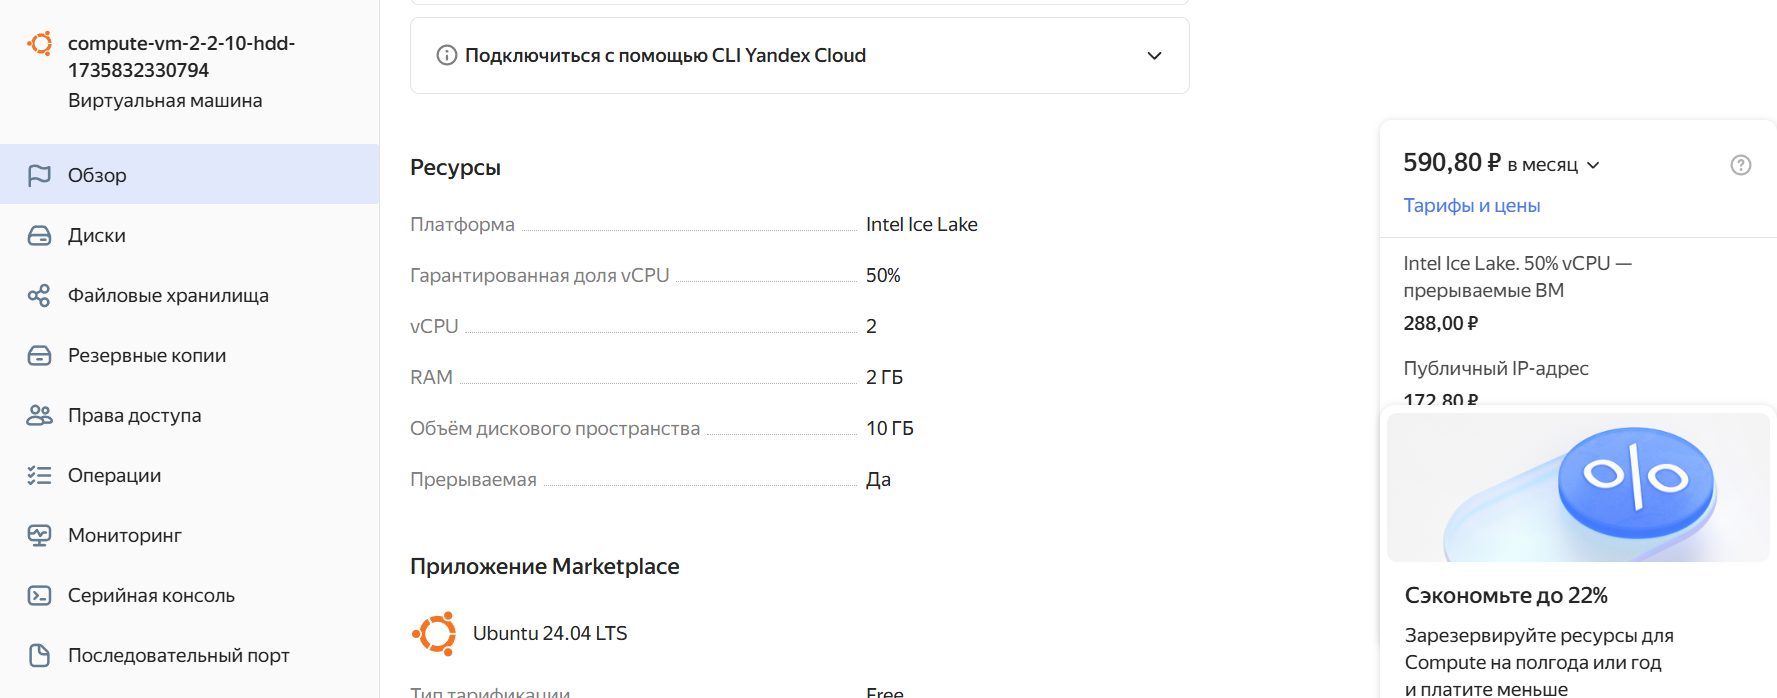 compute-vm-2-2-10-hdd-
1735832330794
Виртуальная машина
Обзор
Диски
Файловые хранилища
Резервные копии
Права доступа
Операции
Мониторинг
Серийная консоль
Последовательный порт
Подключиться с помощью CLI Yandex Cloud
Ресурсы
Платформа Intel Ice Lake
Гарантированная доля vCPU 50%
vCPU 2
RAM 2 ГБ
Объём дискового пространства 10 ГБ
Прерываемая Да
Приложение Marketplace
Ubuntu 24.04 LTS
Тип тарификации Free
590,80 ₽ в месяц
Тарифы и цены
Intel Ice Lake. 50% vCPU —
прерываемые ВМ
288,00 ₽
Публичный IP-адрес
172,80 ₽
Сэкономьте до 22%
Зарезервируйте ресурсы для
Compute на полгода или год
и платите меньше